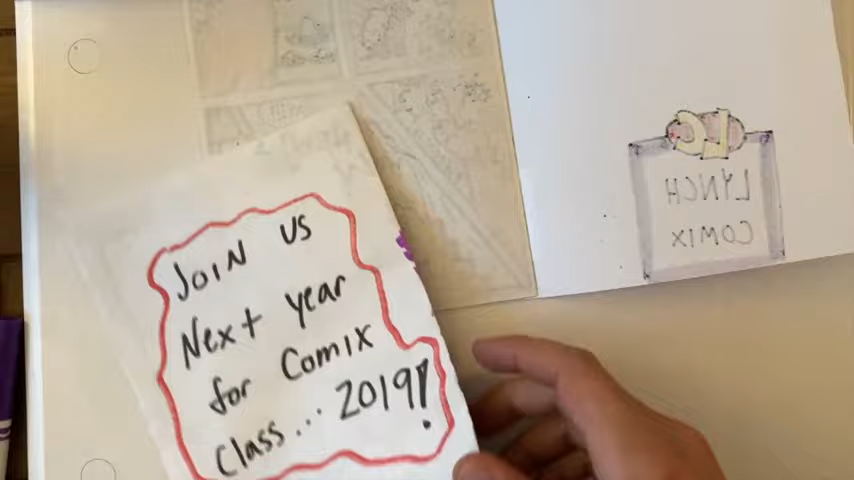 JOIN US
Next year
for Comix
Class... 2019!
LYNCH
COMIX
LC